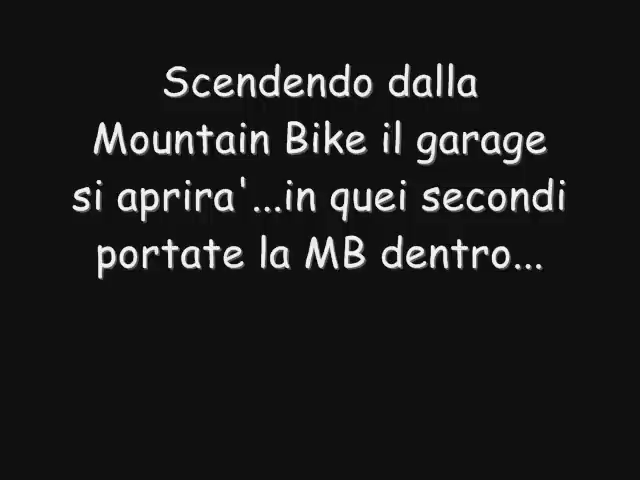 Scendendo dalla
Mountain Bike il garage
si aprira'...in quei secondi
portate la MB dentro...